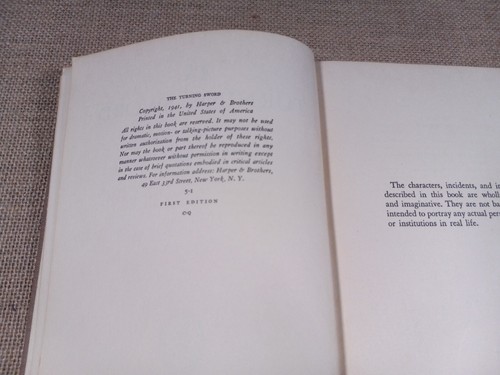 THE TURNING SWORD
Copyright, 1941, by Harper & Brothers
Printed in the United States of America
All rights in this book are reserved. It may not be used
for dramatic, motion- or talking-picture purposes without
written authorization from the holder of these rights.
Nor may the book or part thereof be reproduced in any
manner whatsoever without permission in writing except
in the case of brief quotations embodied in critical articles
and reviews. For information address: Harper & Brothers,
49 East 33rd Street, New York, N. Y.
5-1
FIRST EDITION
C-Q
The characters, incidents, and in
described in this book are wholl
and imaginative. They are not ba
intended to portray any actual per
or institutions in real life.